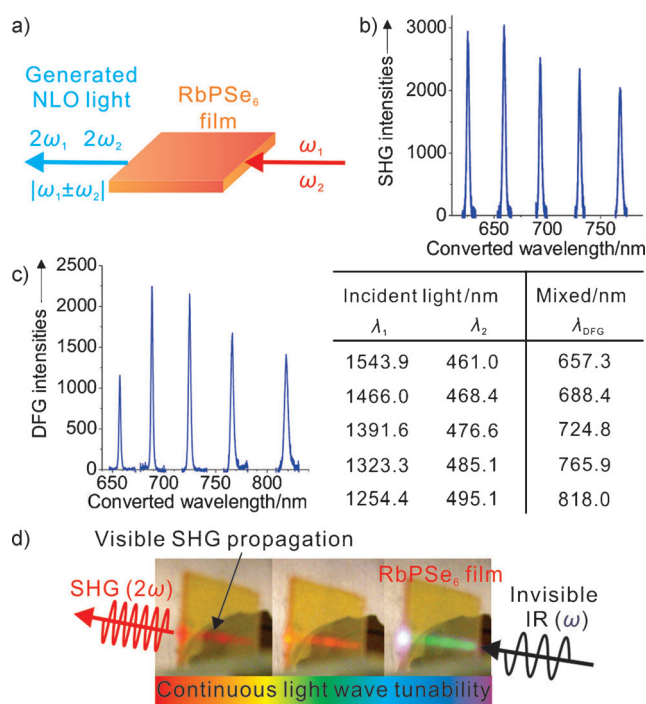 a)
Generated
NLO light
2ω₁ 2ω₂
|ω₁±ω₂|
RbPSe₆
film
ω₁
ω₂
b)
SHG intensities
3000
2000
1000
0
650 700 750
Converted wavelength/nm
c)
DFG intensities
2500
2000
1500
1000
500
0
650 700 750 800
Converted wavelength/nm
Incident light/nm Mixed/nm
λ₁ λ₂ λDFG
1543.9 461.0 657.3
1466.0 468.4 688.4
1391.6 476.6 724.8
1323.3 485.1 765.9
1254.4 495.1 818.0
d)
Visible SHG propagation
SHG (2ω)
RbPSe₆ film
Invisible
IR (ω)
Continuous light wave tunability